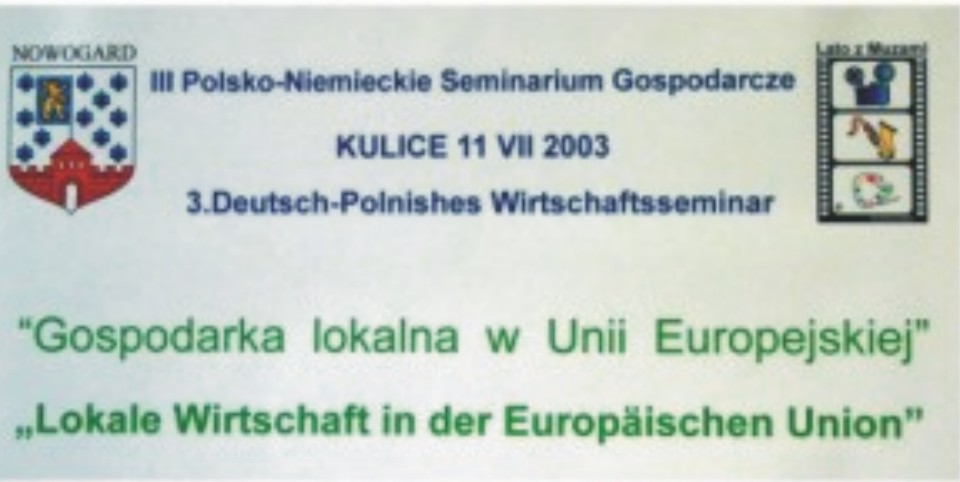 NOWOGARD
Lato z Muzami
III Polsko-Niemieckie Seminarium Gospodarcze
KULICE 11 VII 2003
3.Deutsch-Polnishes Wirtschaftsseminar
“Gospodarka lokalna w Unii Europejskiej”
„Lokale Wirtschaft in der Europäischen Union”